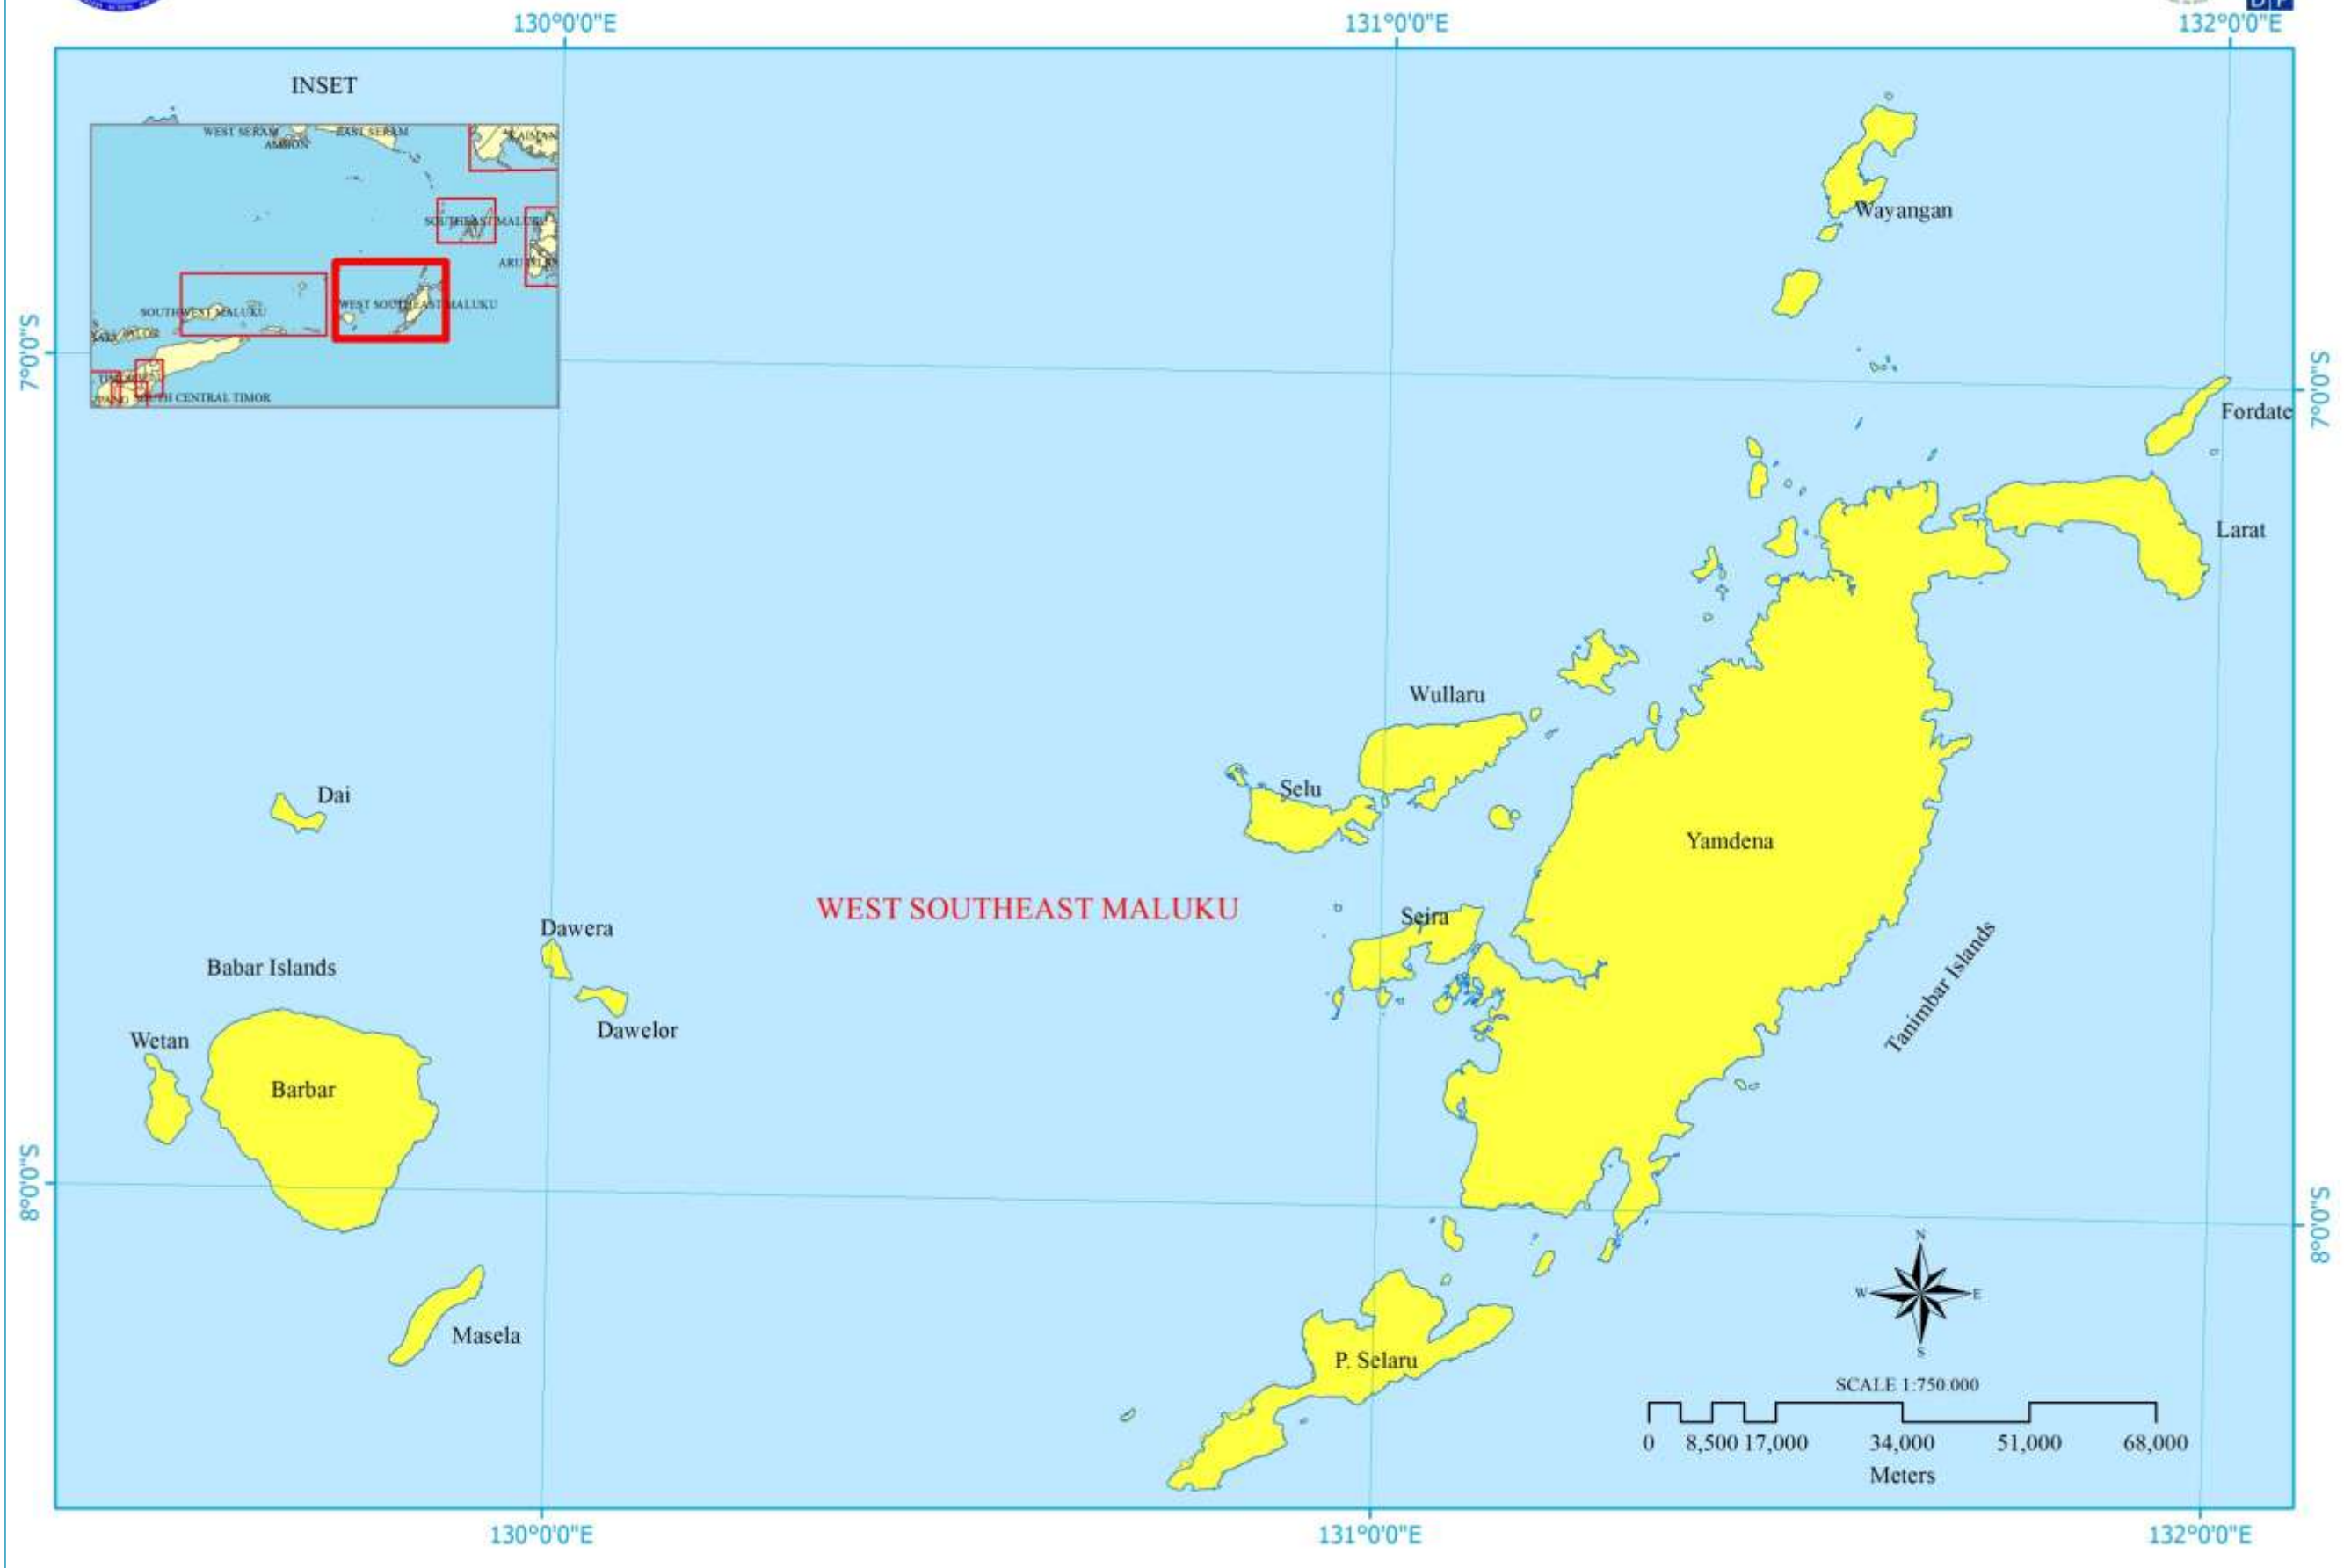 130°0'0"E
131°0'0"E
132°0'0"E
INSET
WEST SERAM
EAST SERAM
AMBON
KAIMAN
SOUTHEAST MALUKU
WEST SOUTHEAST MALUKU
SOUTHWEST MALUKU
ALOR
SOUTH CENTRAL TIMOR
7°0'0"S
7°0'0"S
Wayangan
Fordate
Larat
Wullaru
Selu
Dai
Yamdena
WEST SOUTHEAST MALUKU
Seira
Dawera
Babar Islands
Tanimbar Islands
Dawelor
Wetan
Barbar
8°0'0"S
8°0'0"S
N
W
E
S
Masela
P. Selaru
SCALE 1:750.000
0 8,500 17,000 34,000 51,000 68,000
Meters
130°0'0"E
131°0'0"E
132°0'0"E